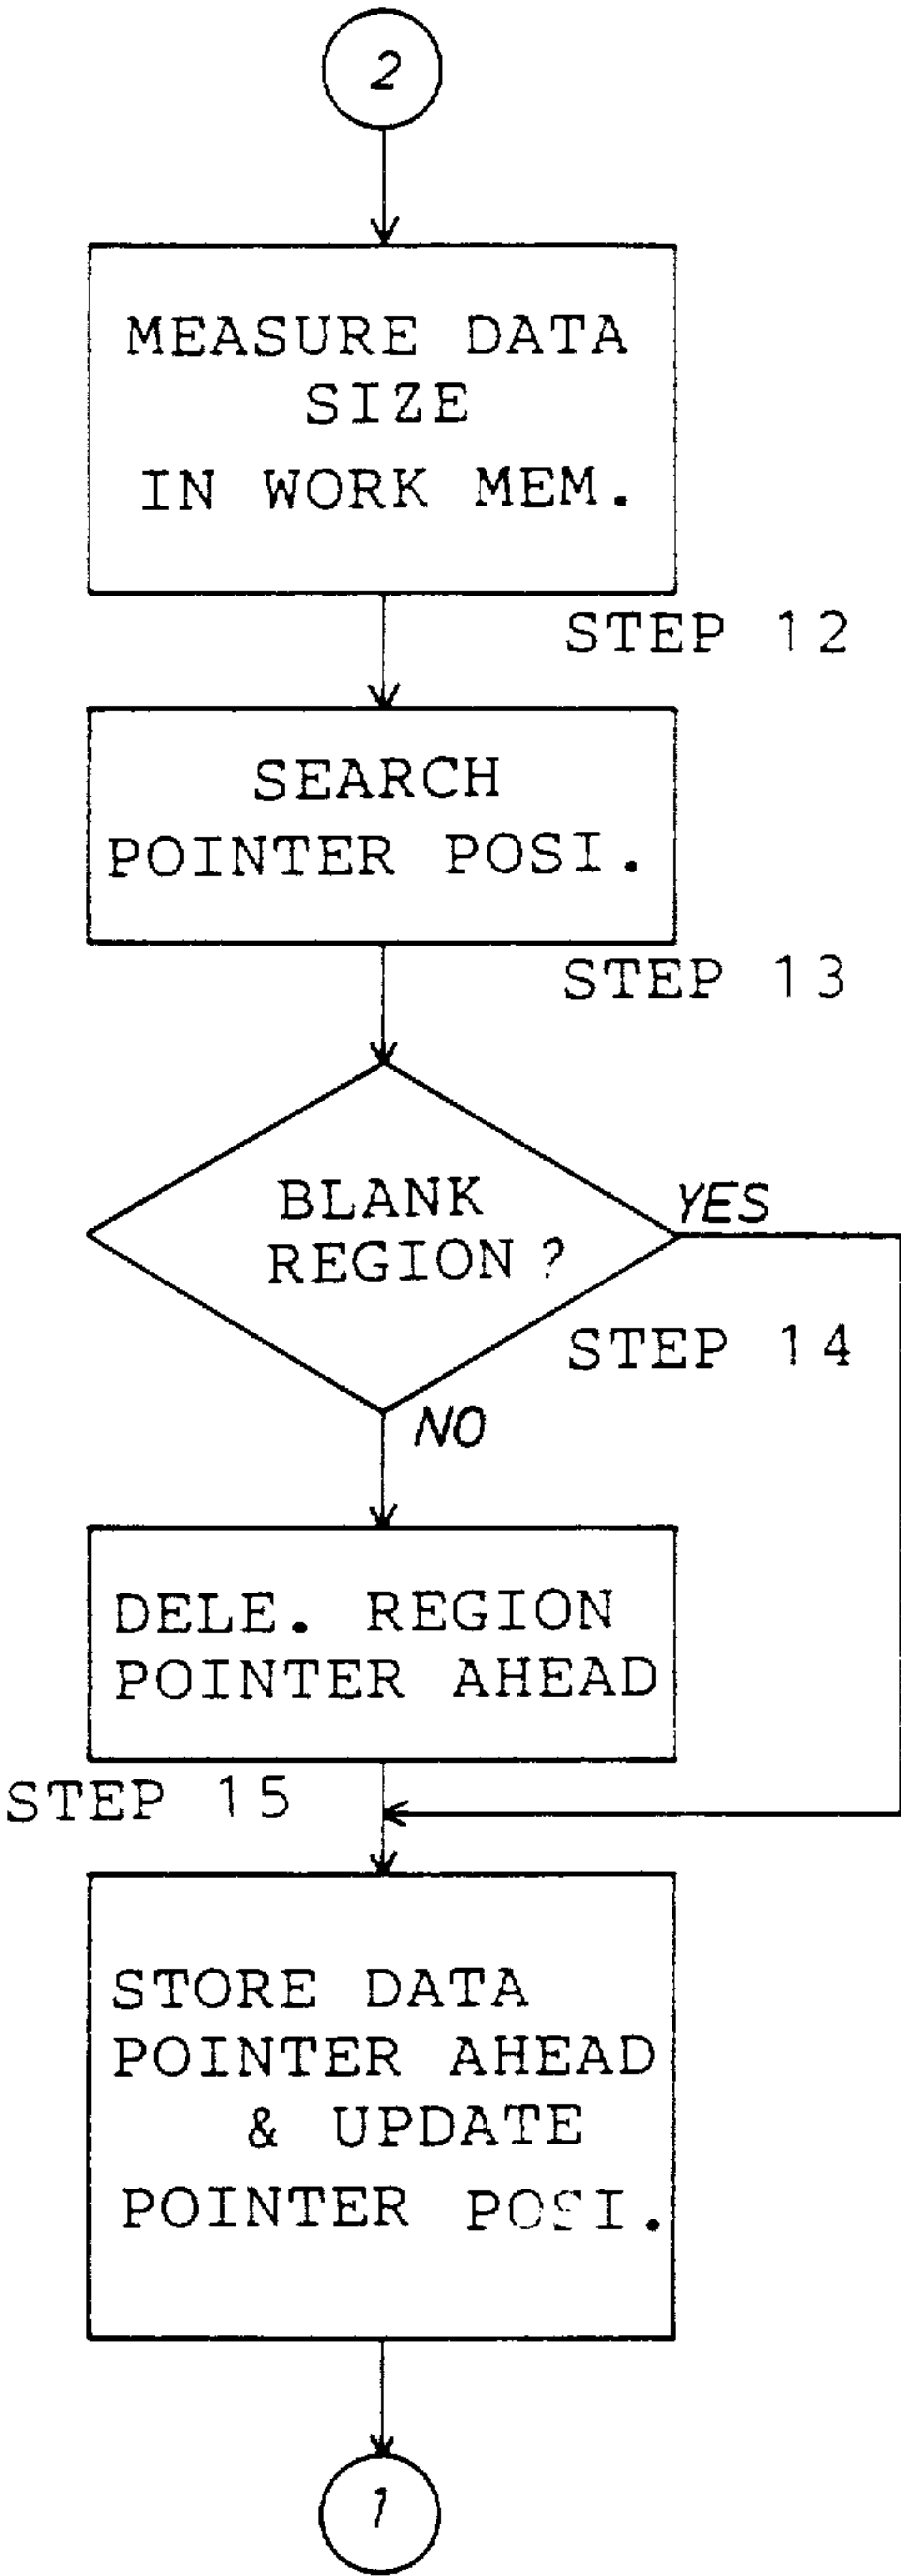 2
MEASURE DATA
SIZE
IN WORK MEM.
STEP 12
SEARCH
POINTER POSI.
STEP 13
BLANK
REGION?
YES
STEP 14
NO
DELE. REGION
POINTER AHEAD
STEP 15
STORE DATA
POINTER AHEAD
& UPDATE
POINTER POSI.
1